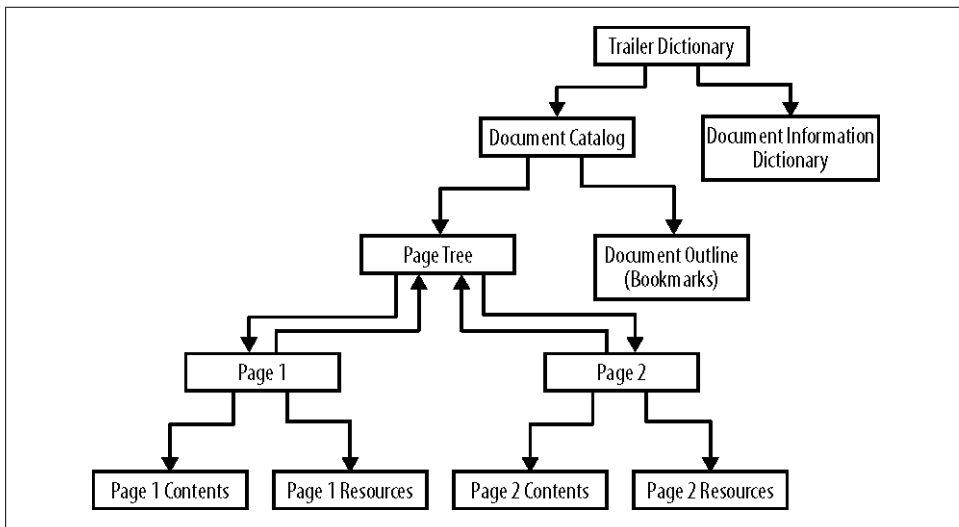 Trailer Dictionary
Document Catalog
Document Information
Dictionary
Page Tree
Document Outline
(Bookmarks)
Page 1
Page 2
Page 1 Contents
Page 1 Resources
Page 2 Contents
Page 2 Resources